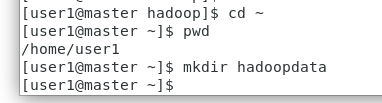 [user1@master hadoop]$ cd ~
[user1@master ~]$ pwd
/home/user1
[user1@master ~]$ mkdir hadoopdata
[user1@master ~]$